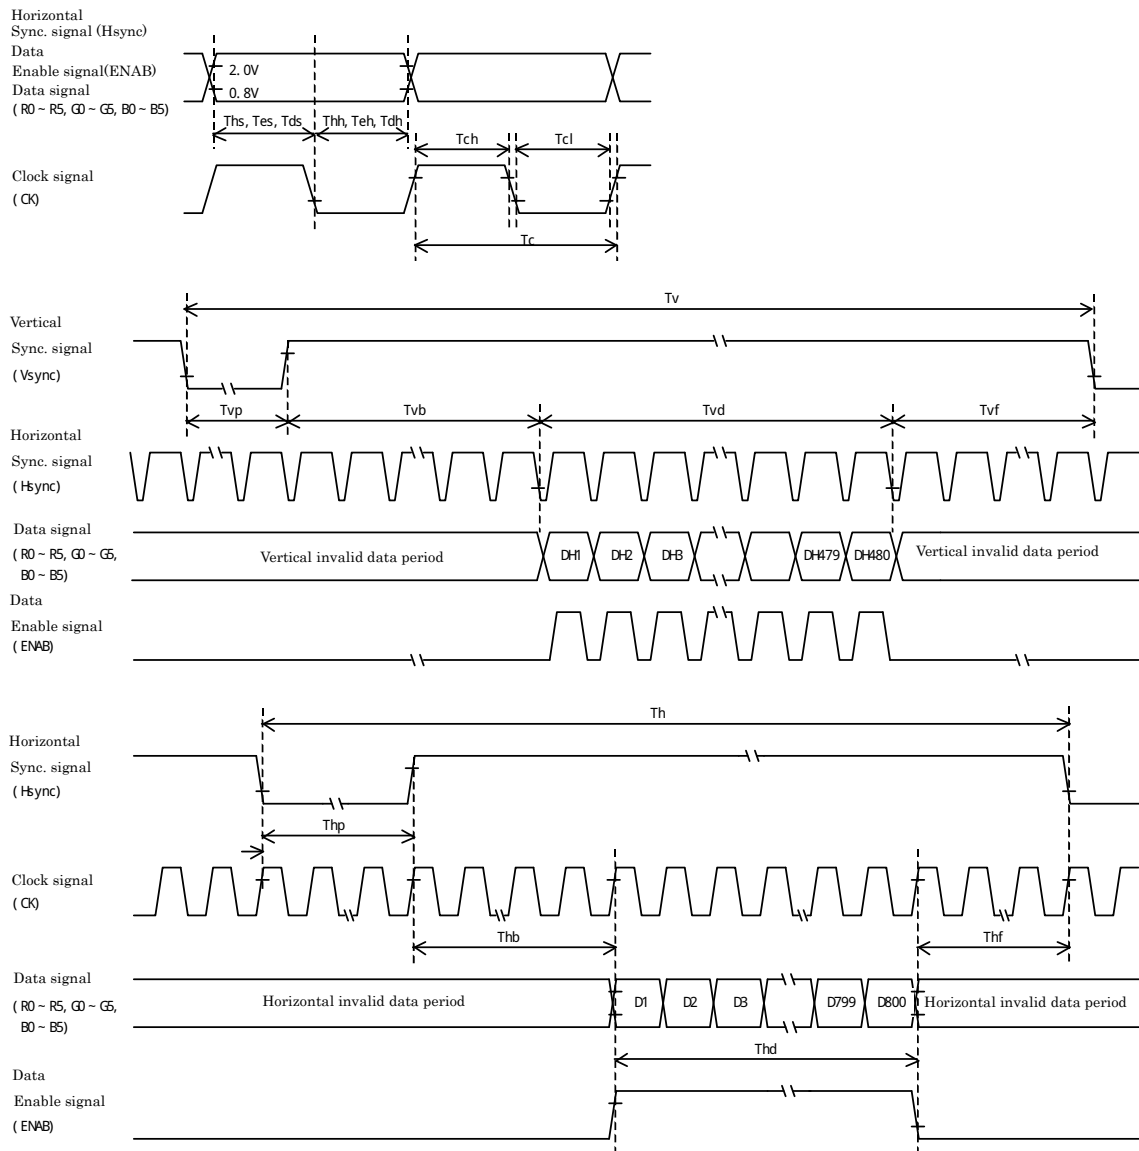 Horizontal
Sync. signal (Hsync)
Data
Enable signal(ENAB)
Data signal
( R0 ~ R5, G0 ~ G5, B0 ~ B5)
2.0V
0.8V
Ths, Tes, Tds
Thh, Teh, Tdh
Tch
Tcl
Clock signal
( CK)
Tc
Tv
Vertical
Sync. signal
( Vsync)
Tvp
Tvb
Tvd
Tvf
Horizontal
Sync. signal
( Hsync)
Data signal
( R0 ~ R5, G0 ~ G5,
B0 ~ B5)
Vertical invalid data period
DH1
DH2
DH3
DH479
DH480
Vertical invalid data period
Data
Enable signal
( ENAB)
Th
Horizontal
Sync. signal
( Hsync)
Thp
Clock signal
( CK)
Thb
Thf
Data signal
( R0 ~ R5, G0 ~ G5,
B0 ~ B5)
Horizontal invalid data period
D1
D2
D3
D799
D800
Horizontal invalid data period
Thd
Data
Enable signal
( ENAB)